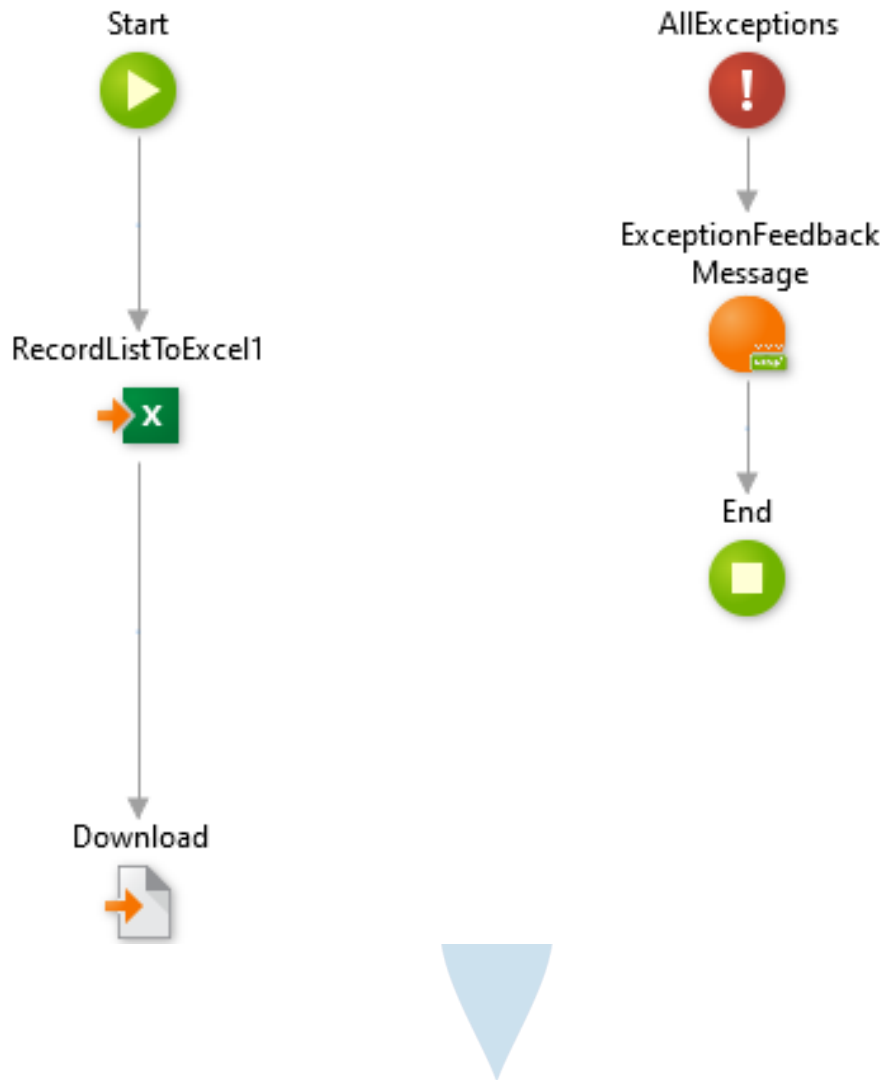 Start
RecordListToExcel1
Download
AllExceptions
ExceptionFeedback
Message
End